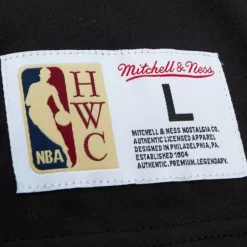 Mitchell & Ness
H
W
C
NBA
L
MITCHELL & NESS NOSTALGIA CO.
AUTHENTIC LICENSED APPAREL
DESIGNED IN PHILADELPHIA, PA
ESTABLISHED 1904
AUTHENTIC. PREMIUM. LEGENDARY.